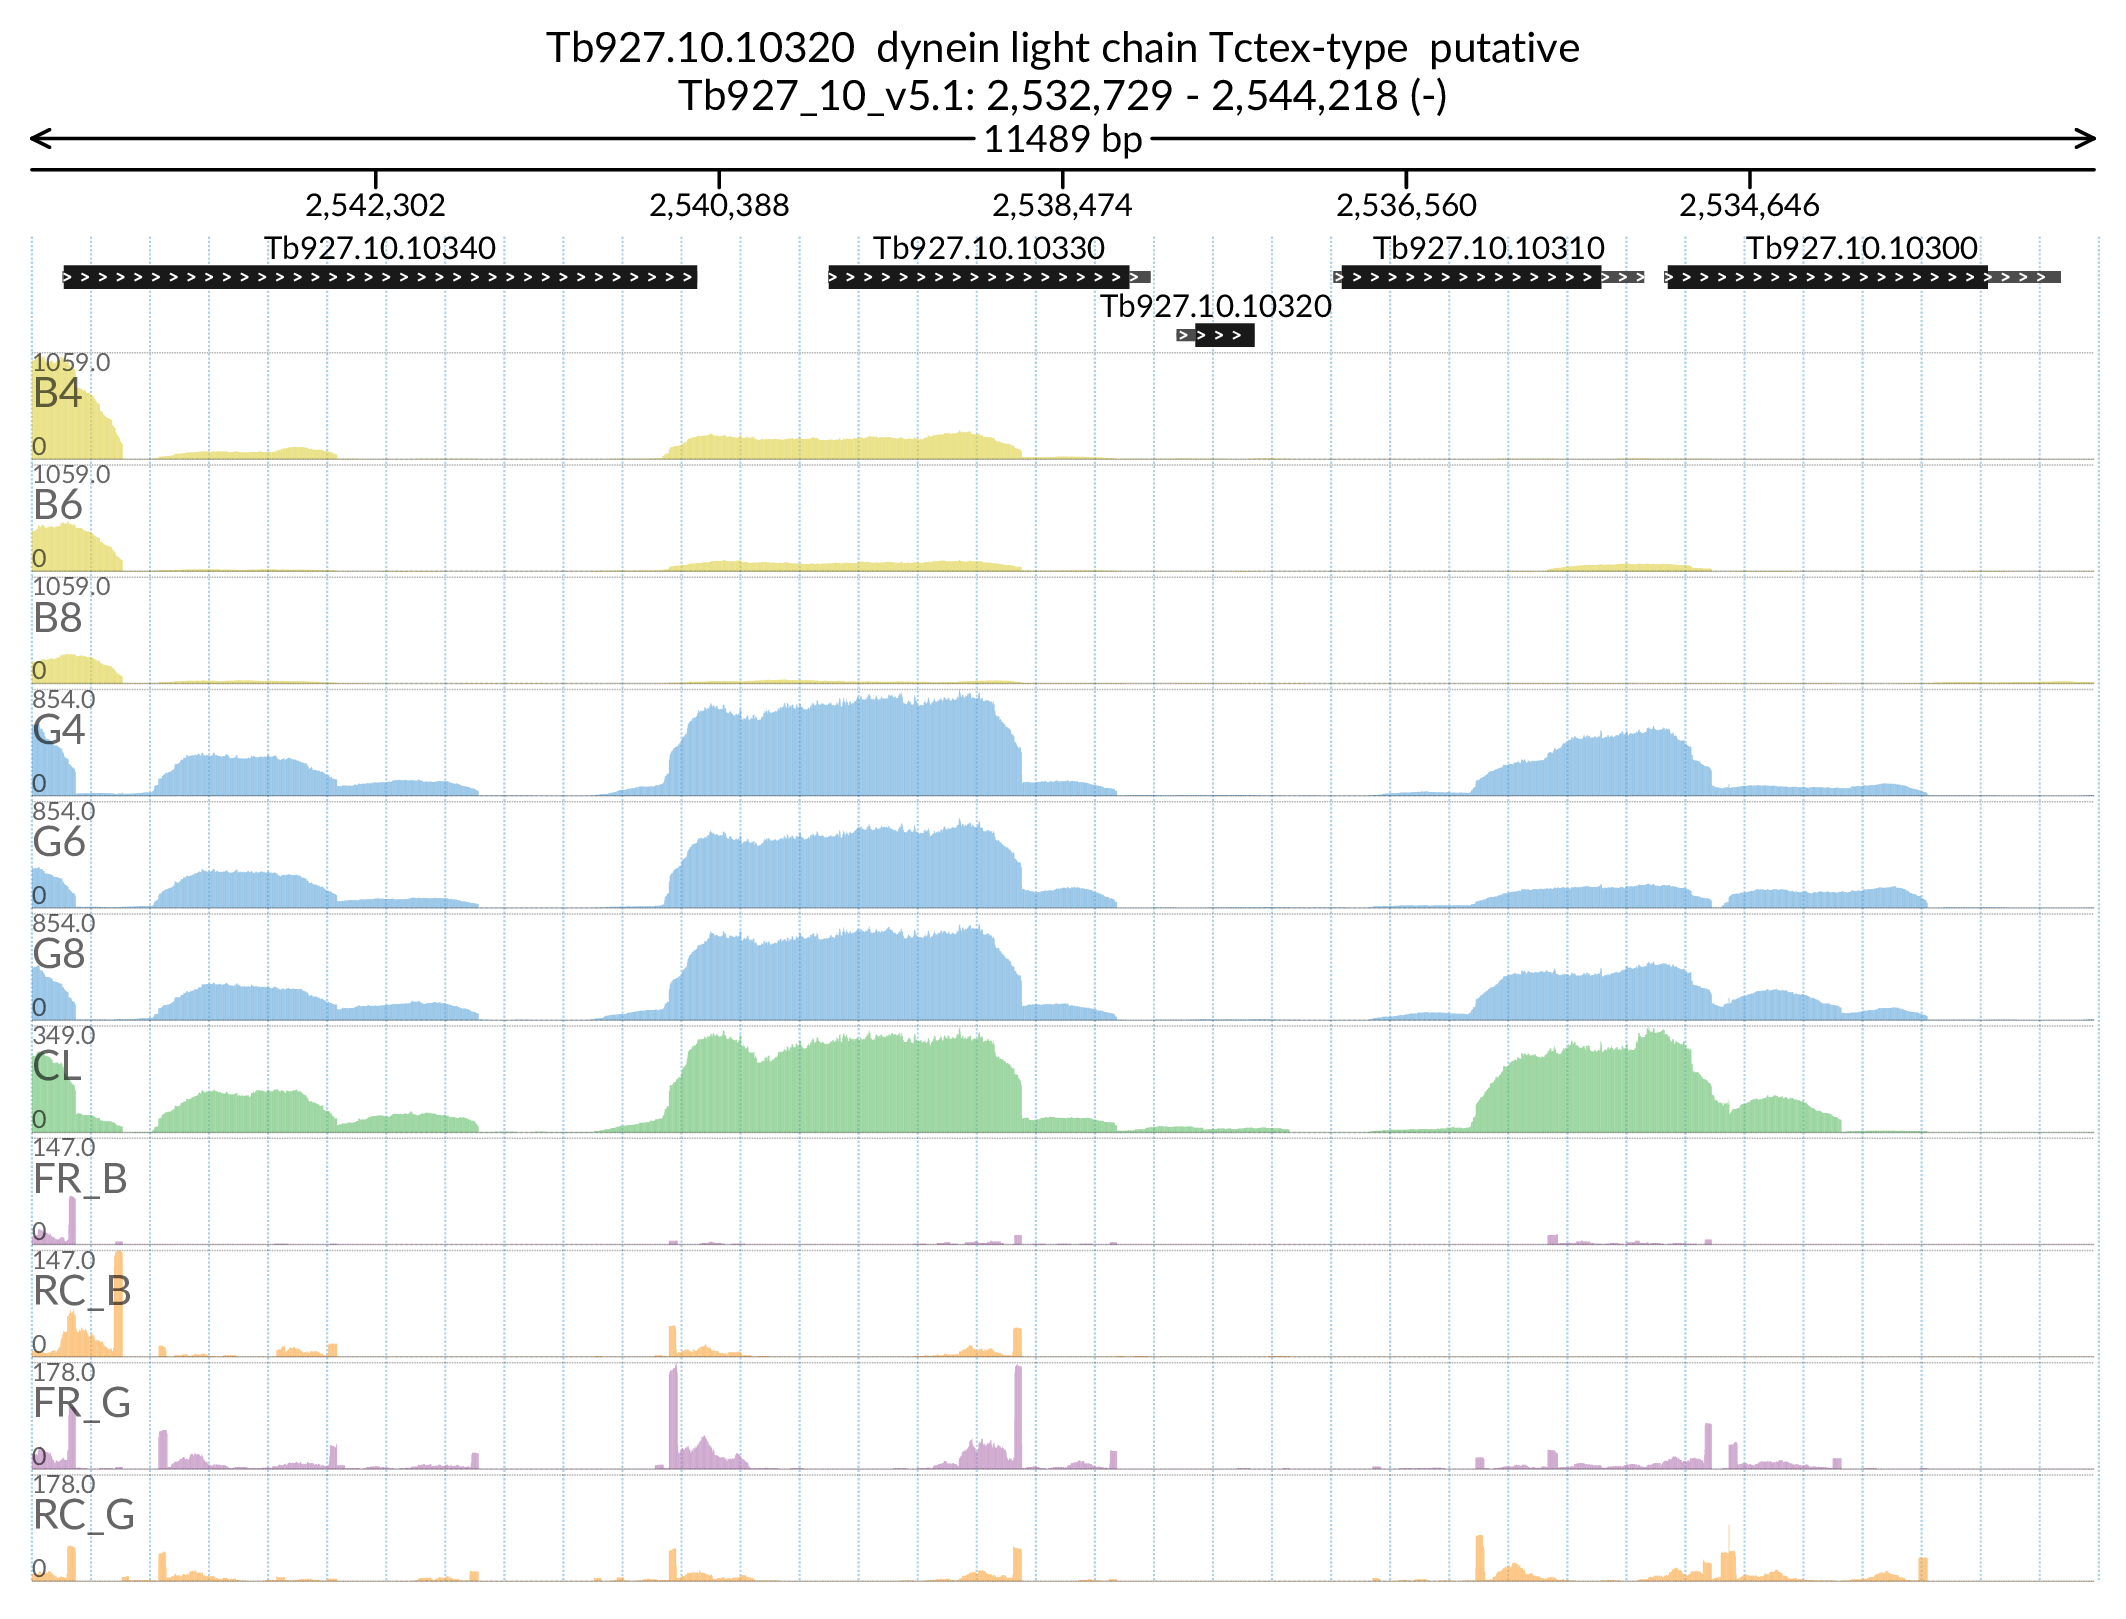 Tb927.10.10320  dynein light chain Tctex-type  putative
Tb927_10_v5.1: 2,532,729 - 2,544,218 (-)
11489 bp
2,542,302 2,540,388 2,538,474 2,536,560 2,534,646
Tb927.10.10340 Tb927.10.10330 Tb927.10.10310 Tb927.10.10300
Tb927.10.10320
1059.0
B4
0
1059.0
B6
0
1059.0
B8
0
854.0
G4
0
854.0
G6
0
854.0
G8
0
349.0
CL
0
147.0
FR_B
0
147.0
RC_B
0
178.0
FR_G
0
178.0
RC_G
0